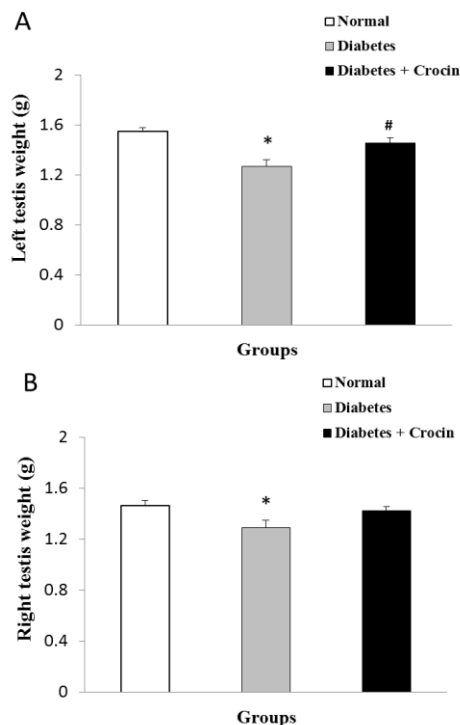 A
Normal
Diabetes
Diabetes + Crocin
Left testis weight (g)
2
1.6
1.2
0.8
0.4
0
*
#
Groups
B
Normal
Diabetes
Diabetes + Crocin
Right testis weight (g)
2
1.6
1.2
0.8
0.4
0
*
Groups